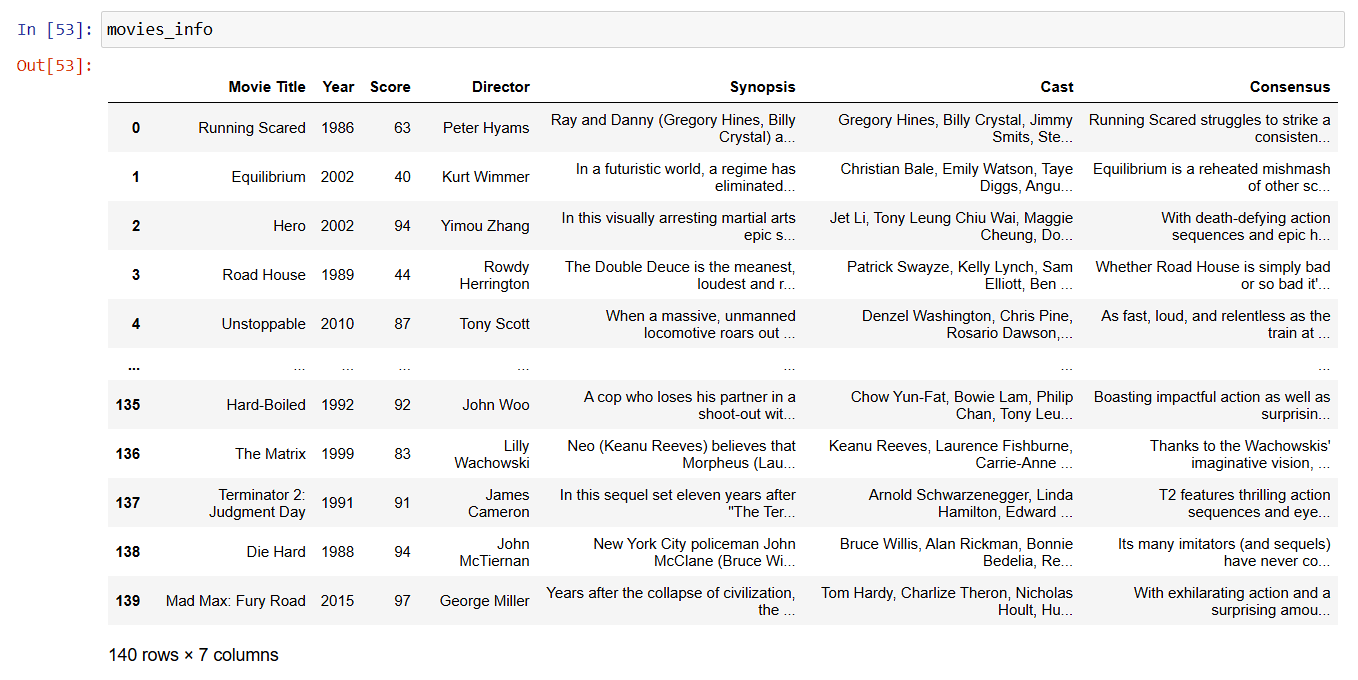 In [53]: movies_info
Out[53]:
Movie Title Year Score Director Synopsis Cast Consensus
0 Running Scared 1986 63 Peter Hyams Ray and Danny (Gregory Hines, Billy Crystal) a... Gregory Hines, Billy Crystal, Jimmy Smits, Ste... Running Scared struggles to strike a consisten...
1 Equilibrium 2002 40 Kurt Wimmer In a futuristic world, a regime has eliminated... Christian Bale, Emily Watson, Taye Diggs, Angu... Equilibrium is a reheated mishmash of other sc...
2 Hero 2002 94 Yimou Zhang In this visually arresting martial arts epic s... Jet Li, Tony Leung Chiu Wai, Maggie Cheung, Do... With death-defying action sequences and epic h...
3 Road House 1989 44 Rowdy Herrington The Double Deuce is the meanest, loudest and r... Patrick Swayze, Kelly Lynch, Sam Elliott, Ben ... Whether Road House is simply bad or so bad it'...
4 Unstoppable 2010 87 Tony Scott When a massive, unmanned locomotive roars out ... Denzel Washington, Chris Pine, Rosario Dawson,... As fast, loud, and relentless as the train at ...
... ... ... ... ... ... ... ...
135 Hard-Boiled 1992 92 John Woo A cop who loses his partner in a shoot-out wit... Chow Yun-Fat, Bowie Lam, Philip Chan, Tony Leu... Boasting impactful action as well as surprisin...
136 The Matrix 1999 83 Lilly Wachowski Neo (Keanu Reeves) believes that Morpheus (Lau... Keanu Reeves, Laurence Fishburne, Carrie-Anne ... Thanks to the Wachowskis' imaginative vision, ...
137 Terminator 2: Judgment Day 1991 91 James Cameron In this sequel set eleven years after "The Ter... Arnold Schwarzenegger, Linda Hamilton, Edward ... T2 features thrilling action sequences and eye...
138 Die Hard 1988 94 John McTiernan New York City policeman John McClane (Bruce Wi... Bruce Willis, Alan Rickman, Bonnie Bedelia, Re... Its many imitators (and sequels) have never co...
139 Mad Max: Fury Road 2015 97 George Miller Years after the collapse of civilization, the ... Tom Hardy, Charlize Theron, Nicholas Hoult, Hu... With exhilarating action and a surprising amou...
140 rows × 7 columns